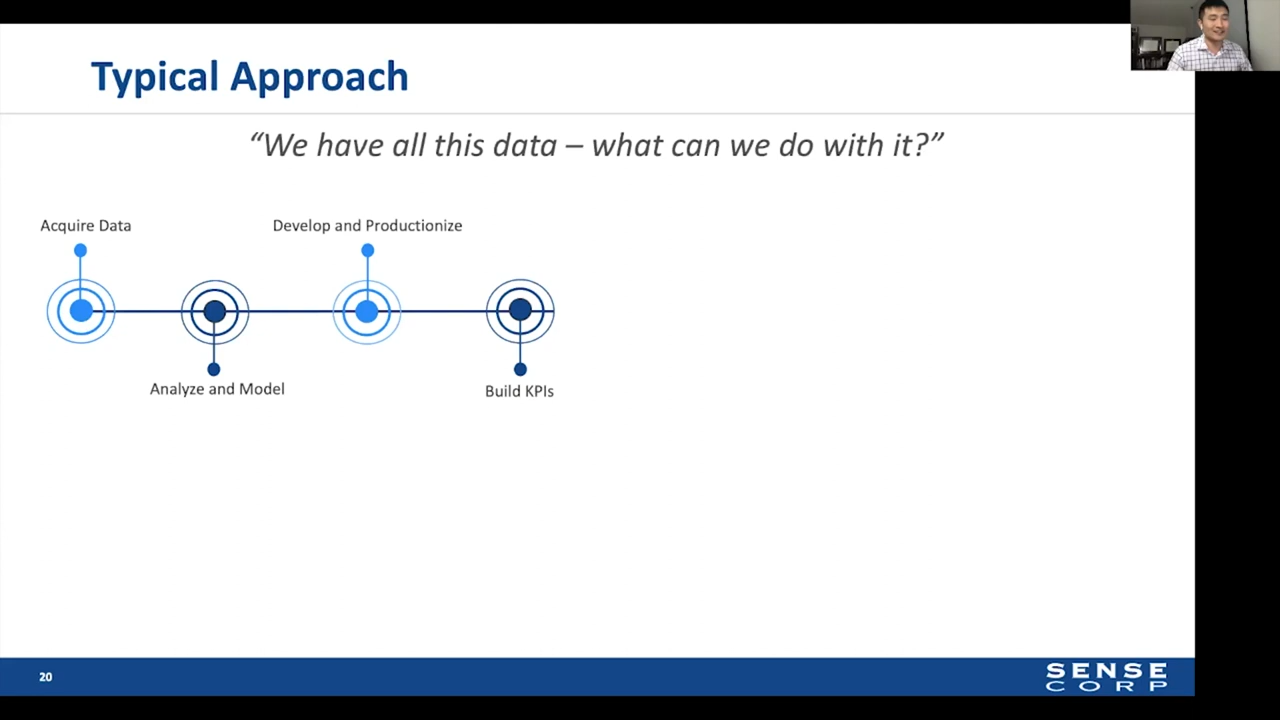 Typical Approach
“We have all this data – what can we do with it?”
Acquire Data
Develop and Productionize
Analyze and Model
Build KPIs
20
SENSE
CORP